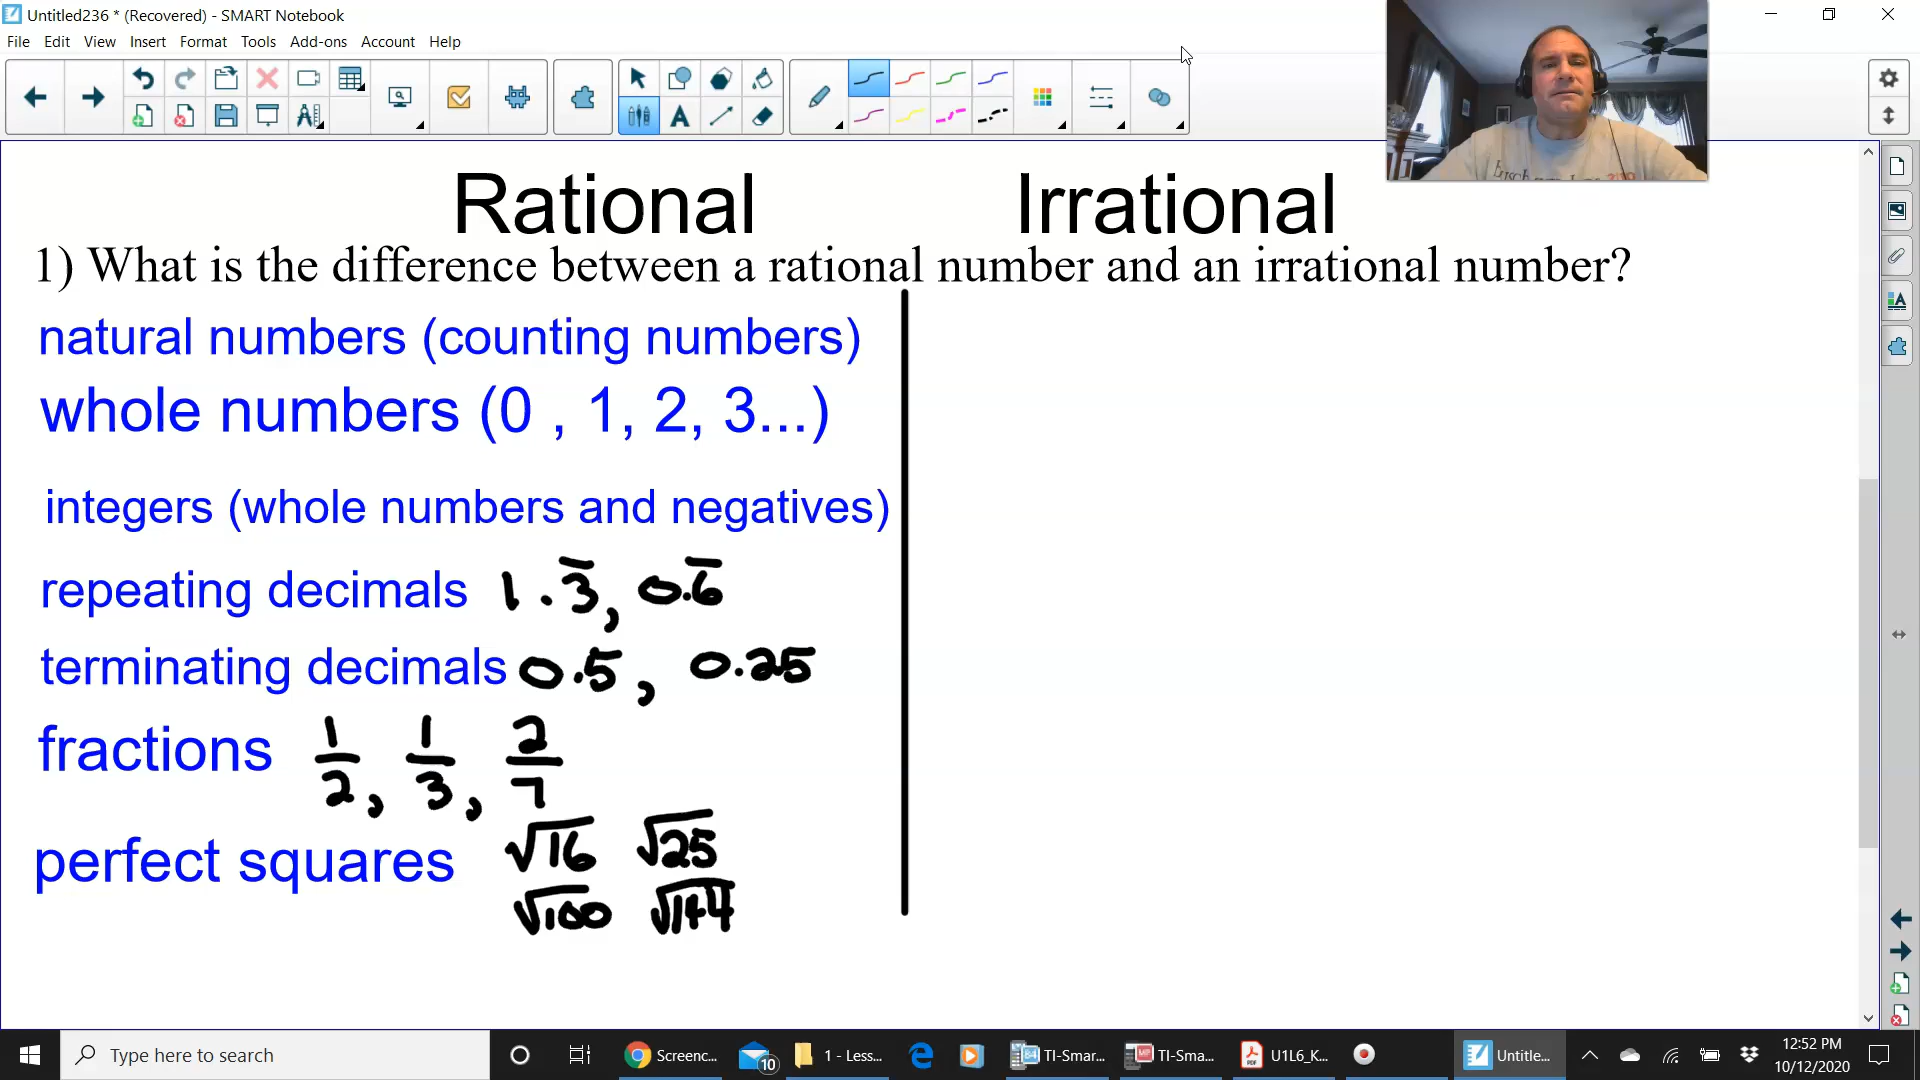 Untitled236 * (Recovered) - SMART Notebook
File Edit View Insert Format Tools Add-ons Account Help
Rational Irrational
1) What is the difference between a rational number and an irrational number?
natural numbers (counting numbers)
whole numbers (0 , 1, 2, 3...)
integers (whole numbers and negatives)
repeating decimals 1.3̅, 0.6̅
terminating decimals 0.5, 0.25
fractions 1/2, 1/3, 2/7
perfect squares √16 √25
√100 √144
Type here to search
10
Screenc...
1 - Less...
TI-Smar...
TI-Sma...
U1L6_K...
Untitle...
12:52 PM
10/12/2020